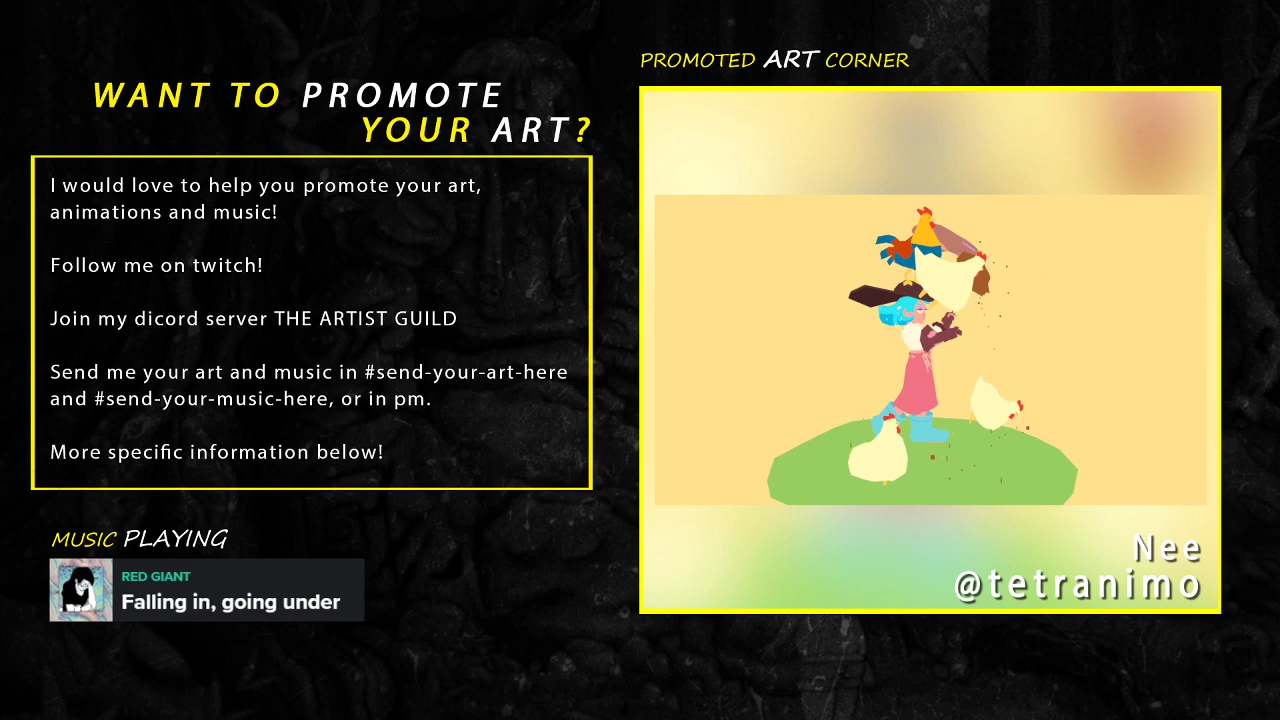 WANT TO PROMOTE
YOUR ART?
I would love to help you promote your art,
animations and music!
Follow me on twitch!
Join my dicord server THE ARTIST GUILD
Send me your art and music in #send-your-art-here
and #send-your-music-here, or in pm.
More specific information below!
MUSIC PLAYING
RED GIANT
Falling in, going under
PROMOTED ART CORNER
Nee
@tetranimo